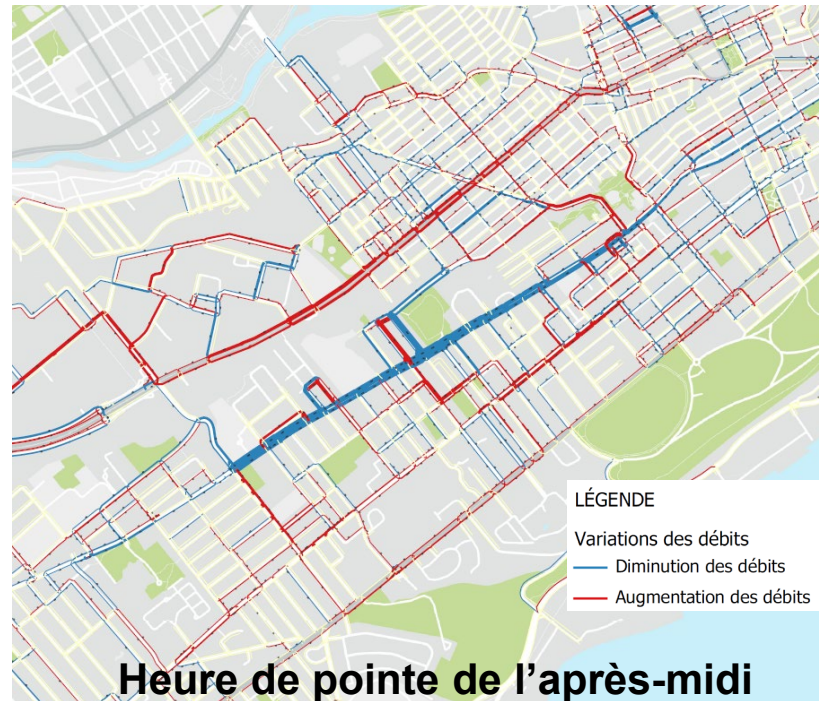 LÉGENDE
Variations des débits
Diminution des débits
Augmentation des débits
Heure de pointe de l'après-midi